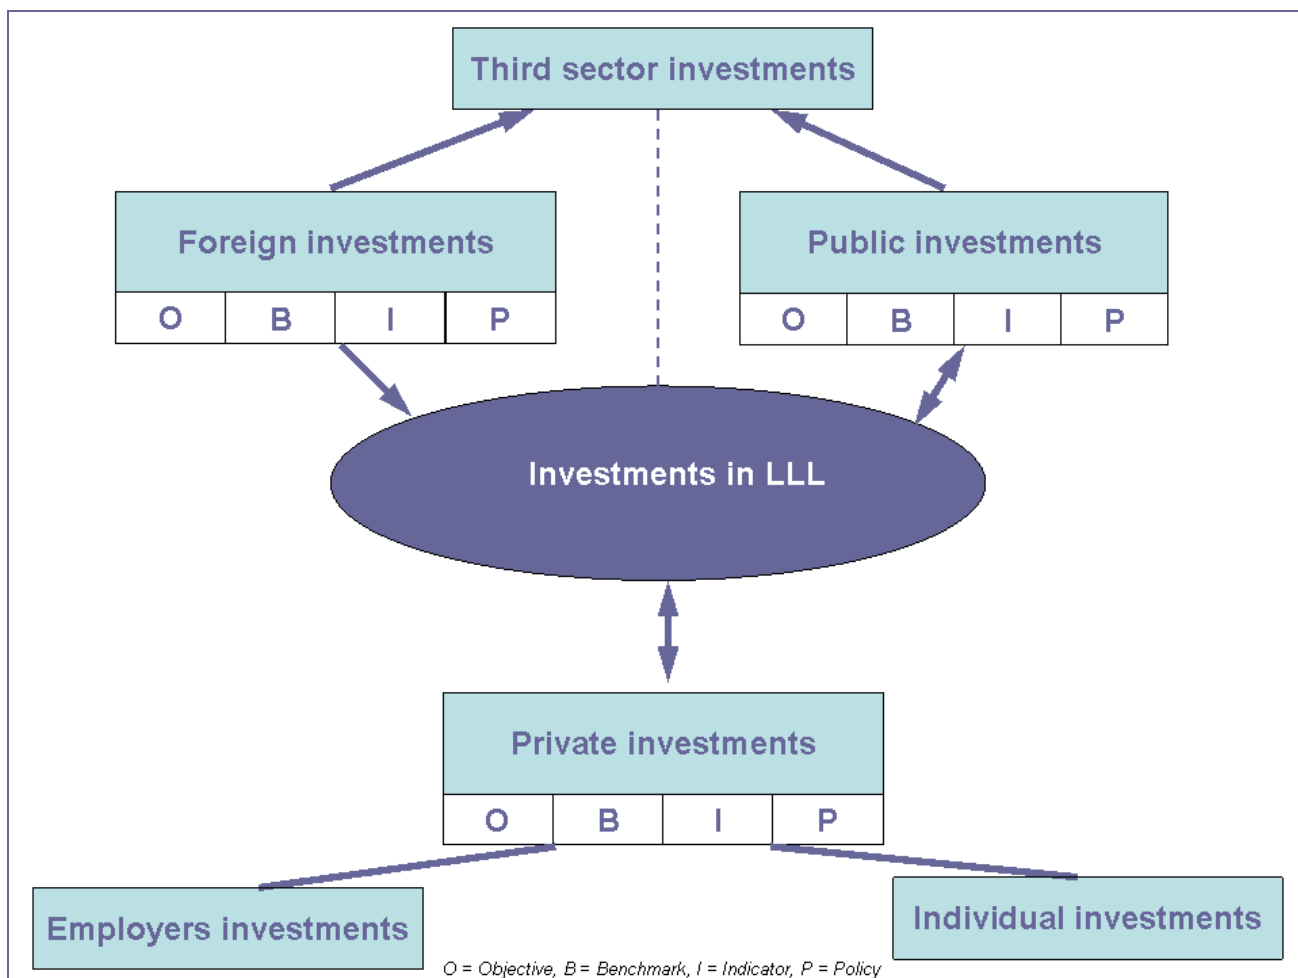 Third sector investments
Foreign investments
O B I P
Public investments
O B I P
Investments in LLL
Private investments
O B I P
Employers investments
Individual investments
O = Objective, B = Benchmark, I = Indicator, P = Policy